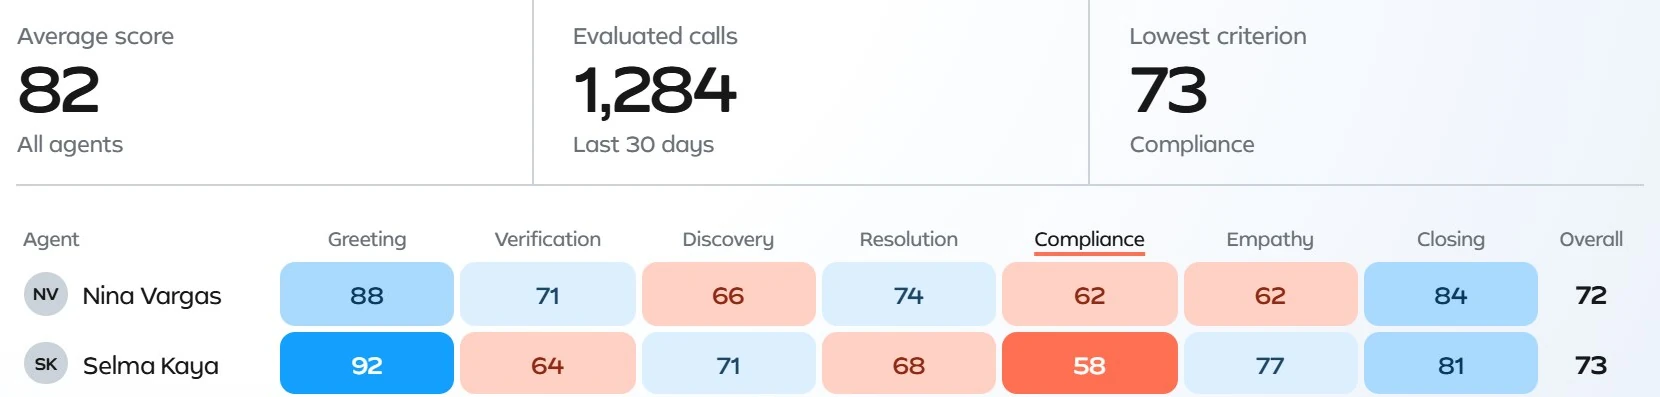 Average score
82
All agents
Evaluated calls
1,284
Last 30 days
Lowest criterion
73
Compliance
Agent Greeting Verification Discovery Resolution Compliance Empathy Closing Overall
NV Nina Vargas 88 71 66 74 62 62 84 72
SK Selma Kaya 92 64 71 68 58 77 81 73